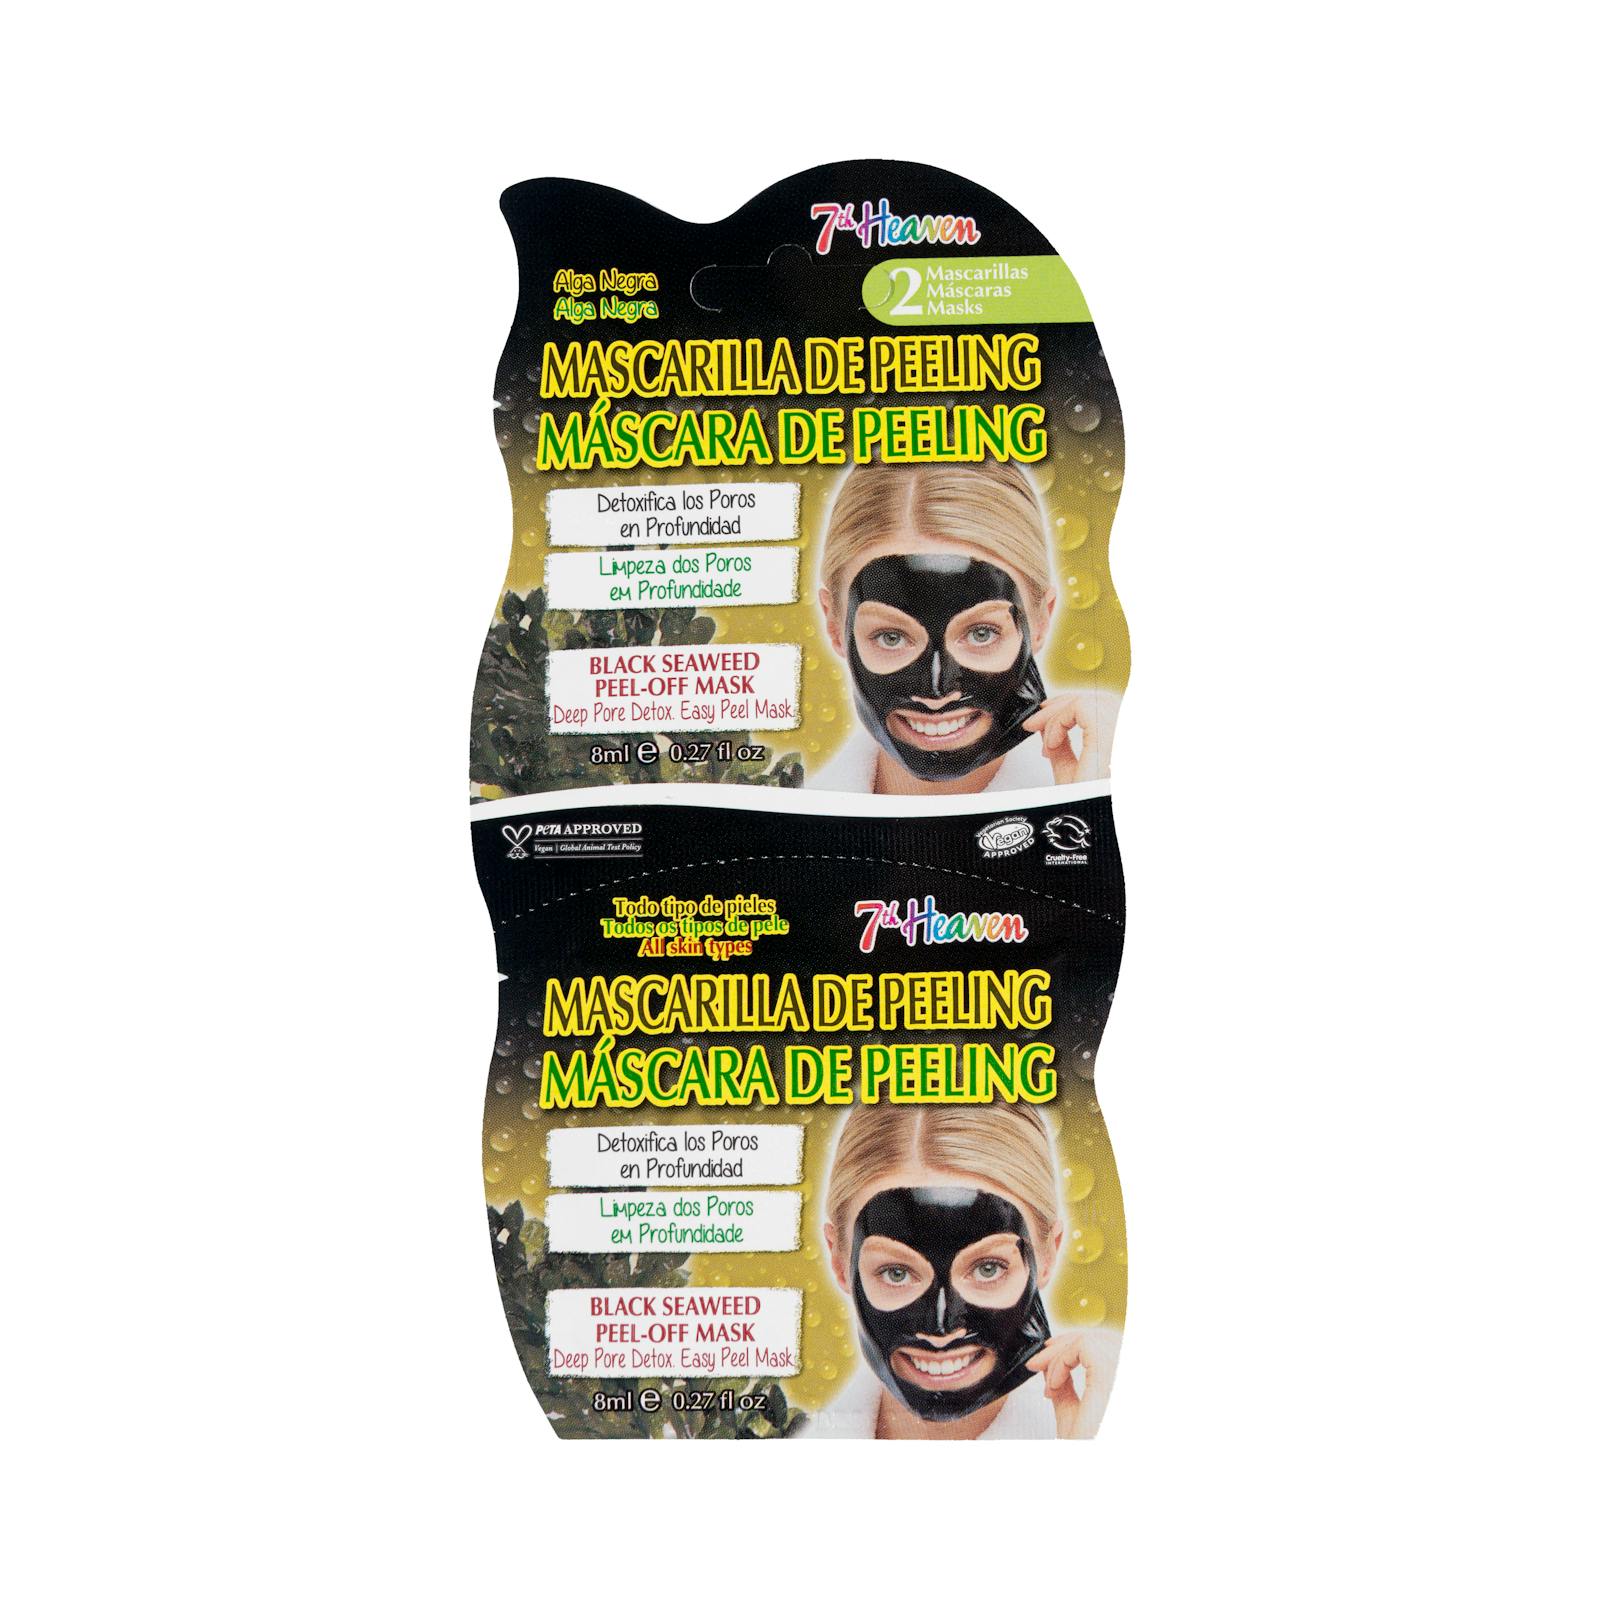 7th Heaven
2 Mascarillas
Máscaras
Masks
Alga Negra
Alga Negra
MASCARILLA DE PEELING
MÁSCARA DE PEELING
Detoxifica los Poros
en Profundidad
Limpeza dos Poros
em Profundidade
BLACK SEAWEED
PEEL-OFF MASK
Deep Pore Detox. Easy Peel Mask.
8ml e 0.27 fl oz
PETA APPROVED
Vegan | Global Animal Test Policy
Vegetarian Society
Vegan
APPROVED
Cruelty-Free
INTERNATIONAL
Todo tipo de pieles
Todos os tipos de pele
All skin types
7th Heaven
MASCARILLA DE PEELING
MÁSCARA DE PEELING
Detoxifica los Poros
en Profundidad
Limpeza dos Poros
em Profundidade
BLACK SEAWEED
PEEL-OFF MASK
Deep Pore Detox. Easy Peel Mask.
8ml e 0.27 fl oz